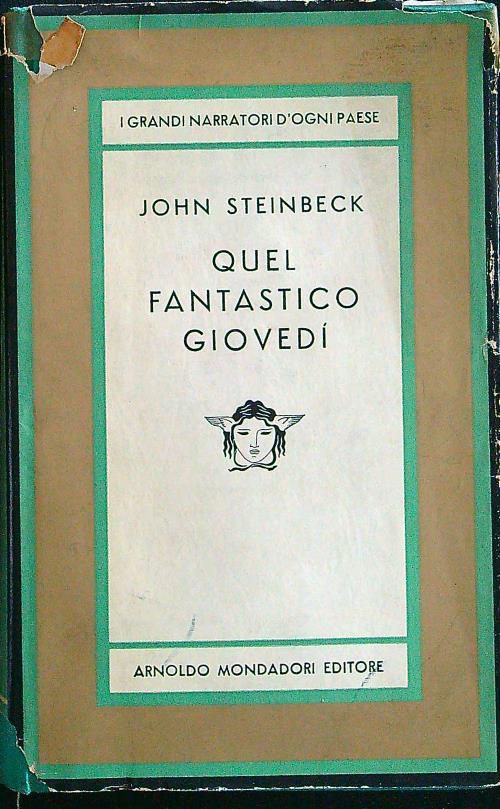 I GRANDI NARRATORI D'OGNI PAESE
JOHN STEINBECK
QUEL
FANTASTICO
GIOVEDÍ
ARNOLDO MONDADORI EDITORE